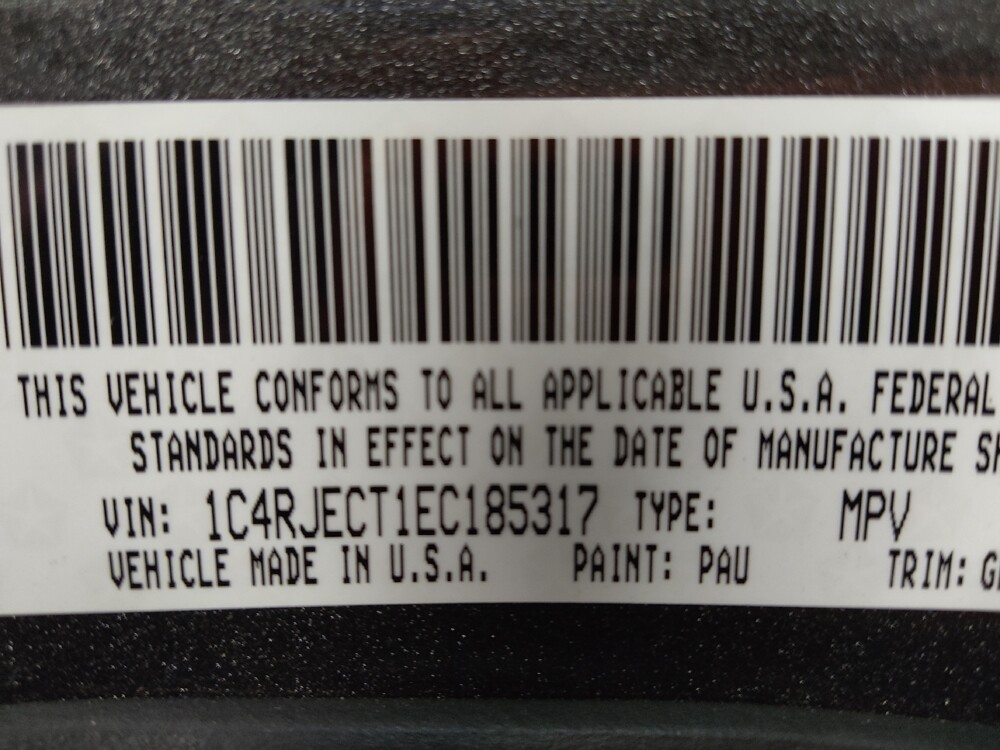 THIS VEHICLE CONFORMS TO ALL APPLICABLE U.S.A. FEDERAL
STANDARDS IN EFFECT ON THE DATE OF MANUFACTURE
VIN: 1C4RJECT1EC185317 TYPE: MPV
VEHICLE MADE IN U.S.A. PAINT: PAU TRIM: